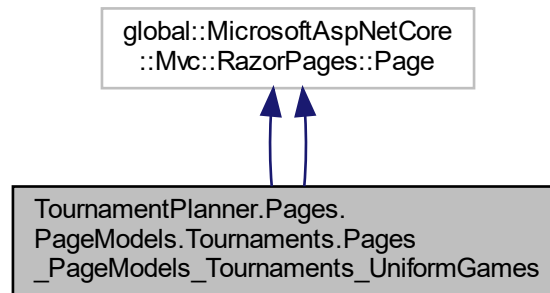 global::MicrosoftAspNetCore
::Mvc::RazorPages::Page
TournamentPlanner.Pages.
PageModels.Tournaments.Pages
_PageModels_Tournaments_UniformGames